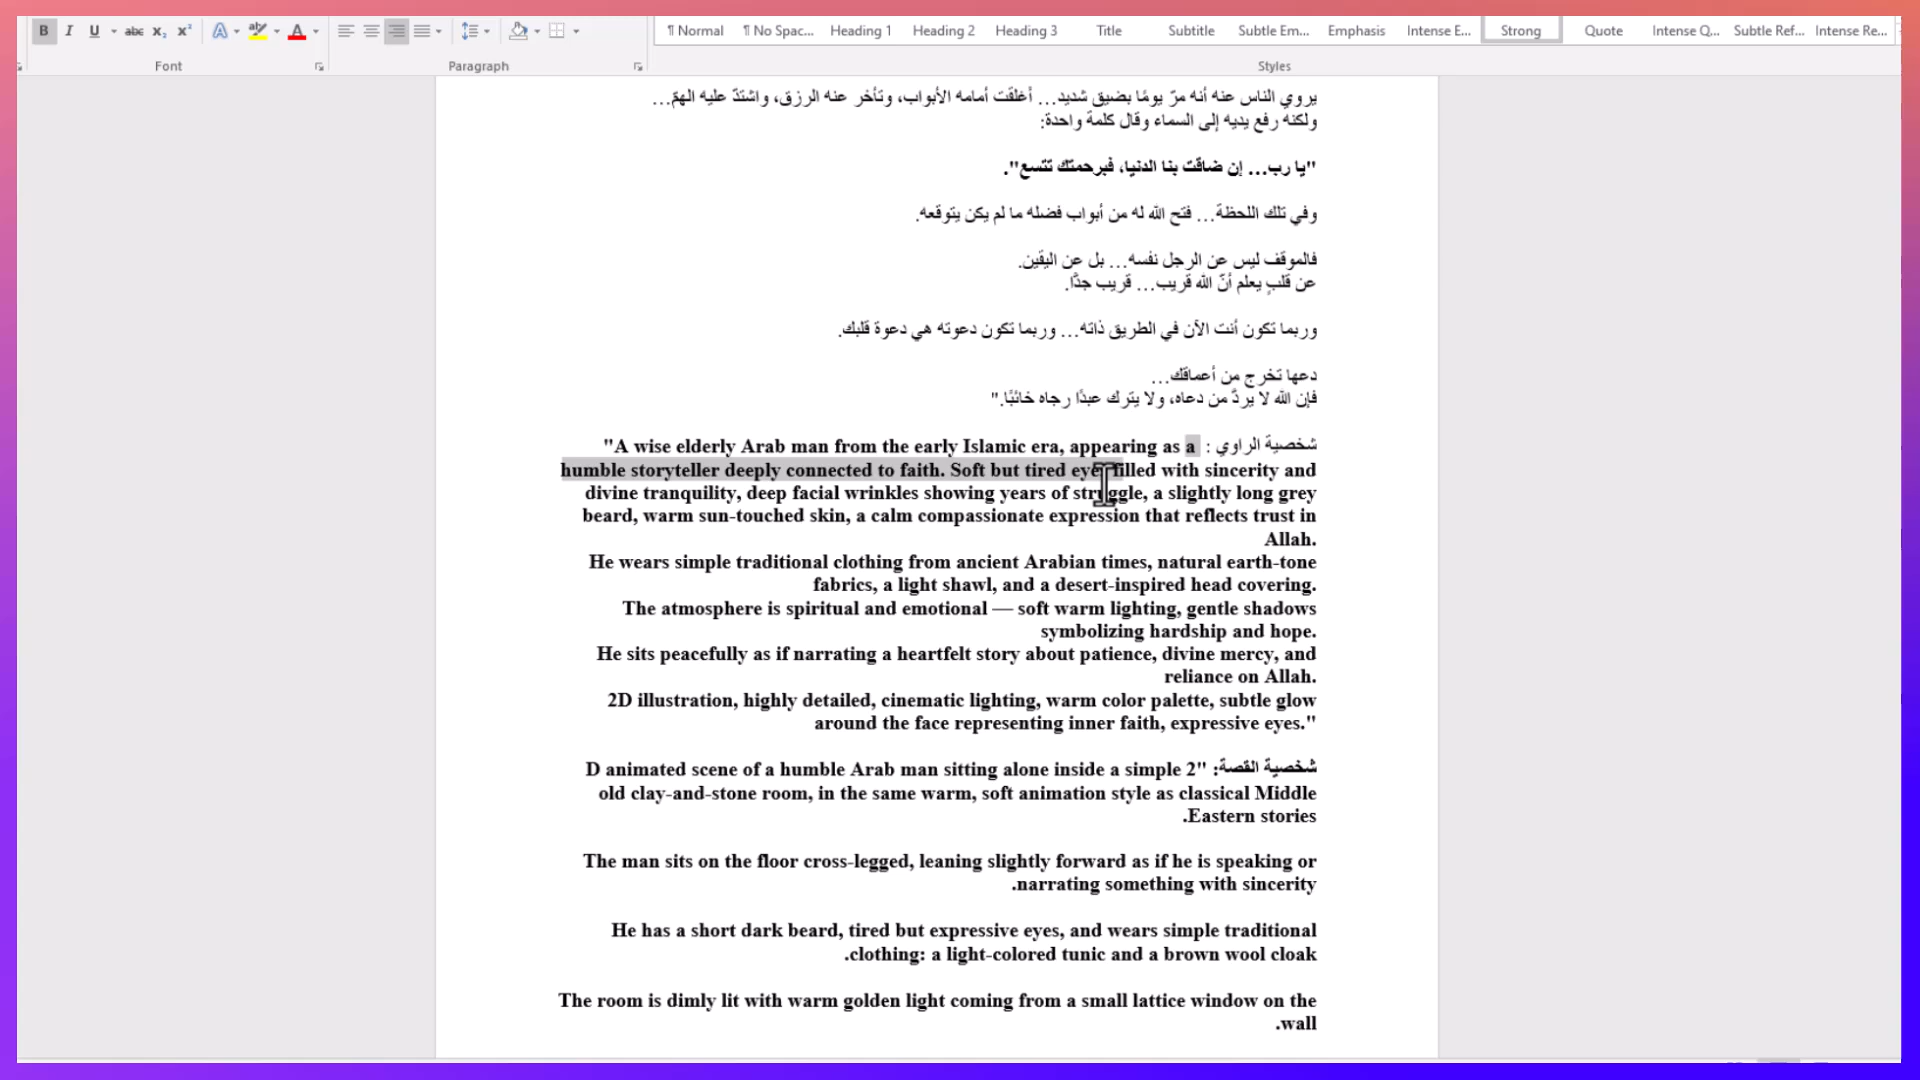 B I U abc x₂ x² A aby A
¶ Normal ¶ No Spac... Heading 1 Heading 2 Heading 3 Title Subtitle Subtle Em... Emphasis Intense E... Strong Quote Intense Q... Subtle Ref... Intense Re...
Font Paragraph Styles
يروي الناس عنه أنه مرّ يومًا بضيق شديد... أغلقت أمامه الأبواب، وتأخر عنه الرزق، واشتدّ عليه الهمّ...
ولكنه رفع يديه إلى السماء وقال كلمة واحدة:
"يا رب... إن ضاقت بنا الدنيا، فبرحمتك تتسع".
وفي تلك اللحظة... فتح الله له من أبواب فضله ما لم يكن يتوقعه.
فالموقف ليس عن الرجل نفسه... بل عن اليقين.
عن قلبٍ يعلم أنّ الله قريب... قريب جدًّا.
وربما تكون أنت الآن في الطريق ذاته... وربما تكون دعوته هي دعوة قلبك.
دعها تخرج من أعماقك...
فإن الله لا يردّ من دعاه، ولا يترك عبدًا رجاه خائبًا."
شخصية الراوي : "A wise elderly Arab man from the early Islamic era, appearing as a
humble storyteller deeply connected to faith. Soft but tired eyes filled with sincerity and
divine tranquility, deep facial wrinkles showing years of struggle, a slightly long grey
beard, warm sun-touched skin, a calm compassionate expression that reflects trust in
Allah.
He wears simple traditional clothing from ancient Arabian times, natural earth-tone
fabrics, a light shawl, and a desert-inspired head covering.
The atmosphere is spiritual and emotional — soft warm lighting, gentle shadows
symbolizing hardship and hope.
He sits peacefully as if narrating a heartfelt story about patience, divine mercy, and
reliance on Allah.
2D illustration, highly detailed, cinematic lighting, warm color palette, subtle glow
around the face representing inner faith, expressive eyes."
شخصية القصة: "2 D animated scene of a humble Arab man sitting alone inside a simple
old clay-and-stone room, in the same warm, soft animation style as classical Middle
.Eastern stories
The man sits on the floor cross-legged, leaning slightly forward as if he is speaking or
.narrating something with sincerity
He has a short dark beard, tired but expressive eyes, and wears simple traditional
.clothing: a light-colored tunic and a brown wool cloak
The room is dimly lit with warm golden light coming from a small lattice window on the
.wall